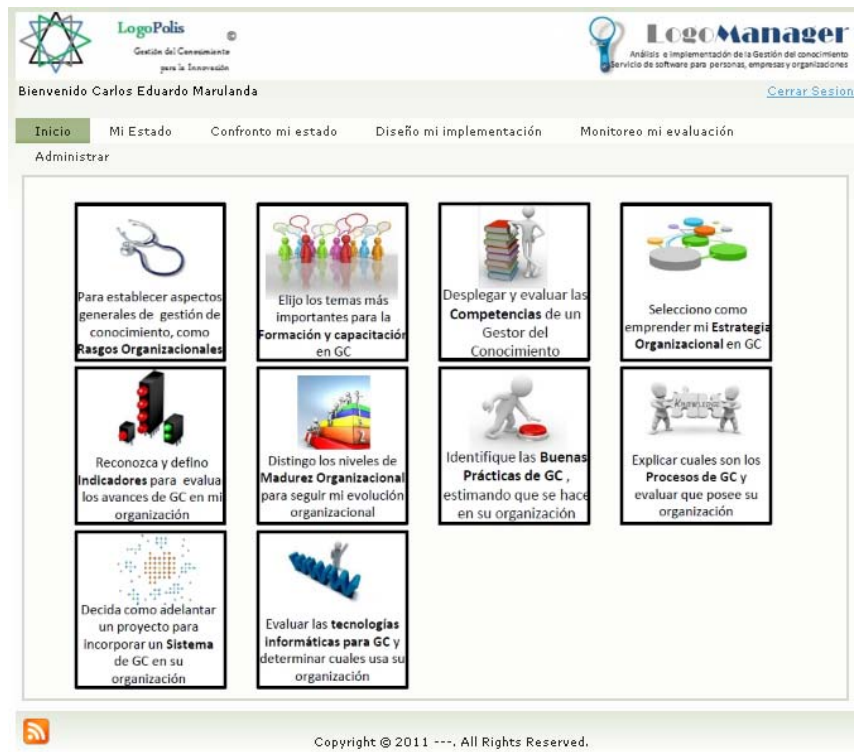 LogoPolis ©
Gestión del Conocimiento
para la Innovación
LogoManager
Análisis e implementación de la Gestión del conocimiento
Servicio de software para personas, empresas y organizaciones
Bienvenido Carlos Eduardo Marulanda
Cerrar Sesion
Inicio Mi Estado Confronto mi estado Diseño mi implementación Monitoreo mi evaluación
Administrar
Para establecer aspectos
generales de gestión de
conocimiento, como
Rasgos Organizacionales
Elijo los temas más
importantes para la
Formación y capacitación
en GC
Desplegar y evaluar las
Competencias de un
Gestor del
Conocimiento
Selecciono como
emprender mi Estrategia
Organizacional en GC
Reconozca y defino
Indicadores para evalua
los avances de GC en mi
organización
Distingo los niveles de
Madurez Organizacional
para seguir mi evolución
organizacional
Identifique las Buenas
Prácticas de GC ,
estimando que se hace
en su organización
KNOWLEDGE
Explicar cuales son los
Procesos de GC y
evaluar que posee su
organización
Decida como adelantar
un proyecto para
incorporar un Sistema
de GC en su
organización
WWW
Evaluar las tecnologías
informáticas para GC y
determinar cuales usa su
organización
Copyright © 2011 ---. All Rights Reserved.